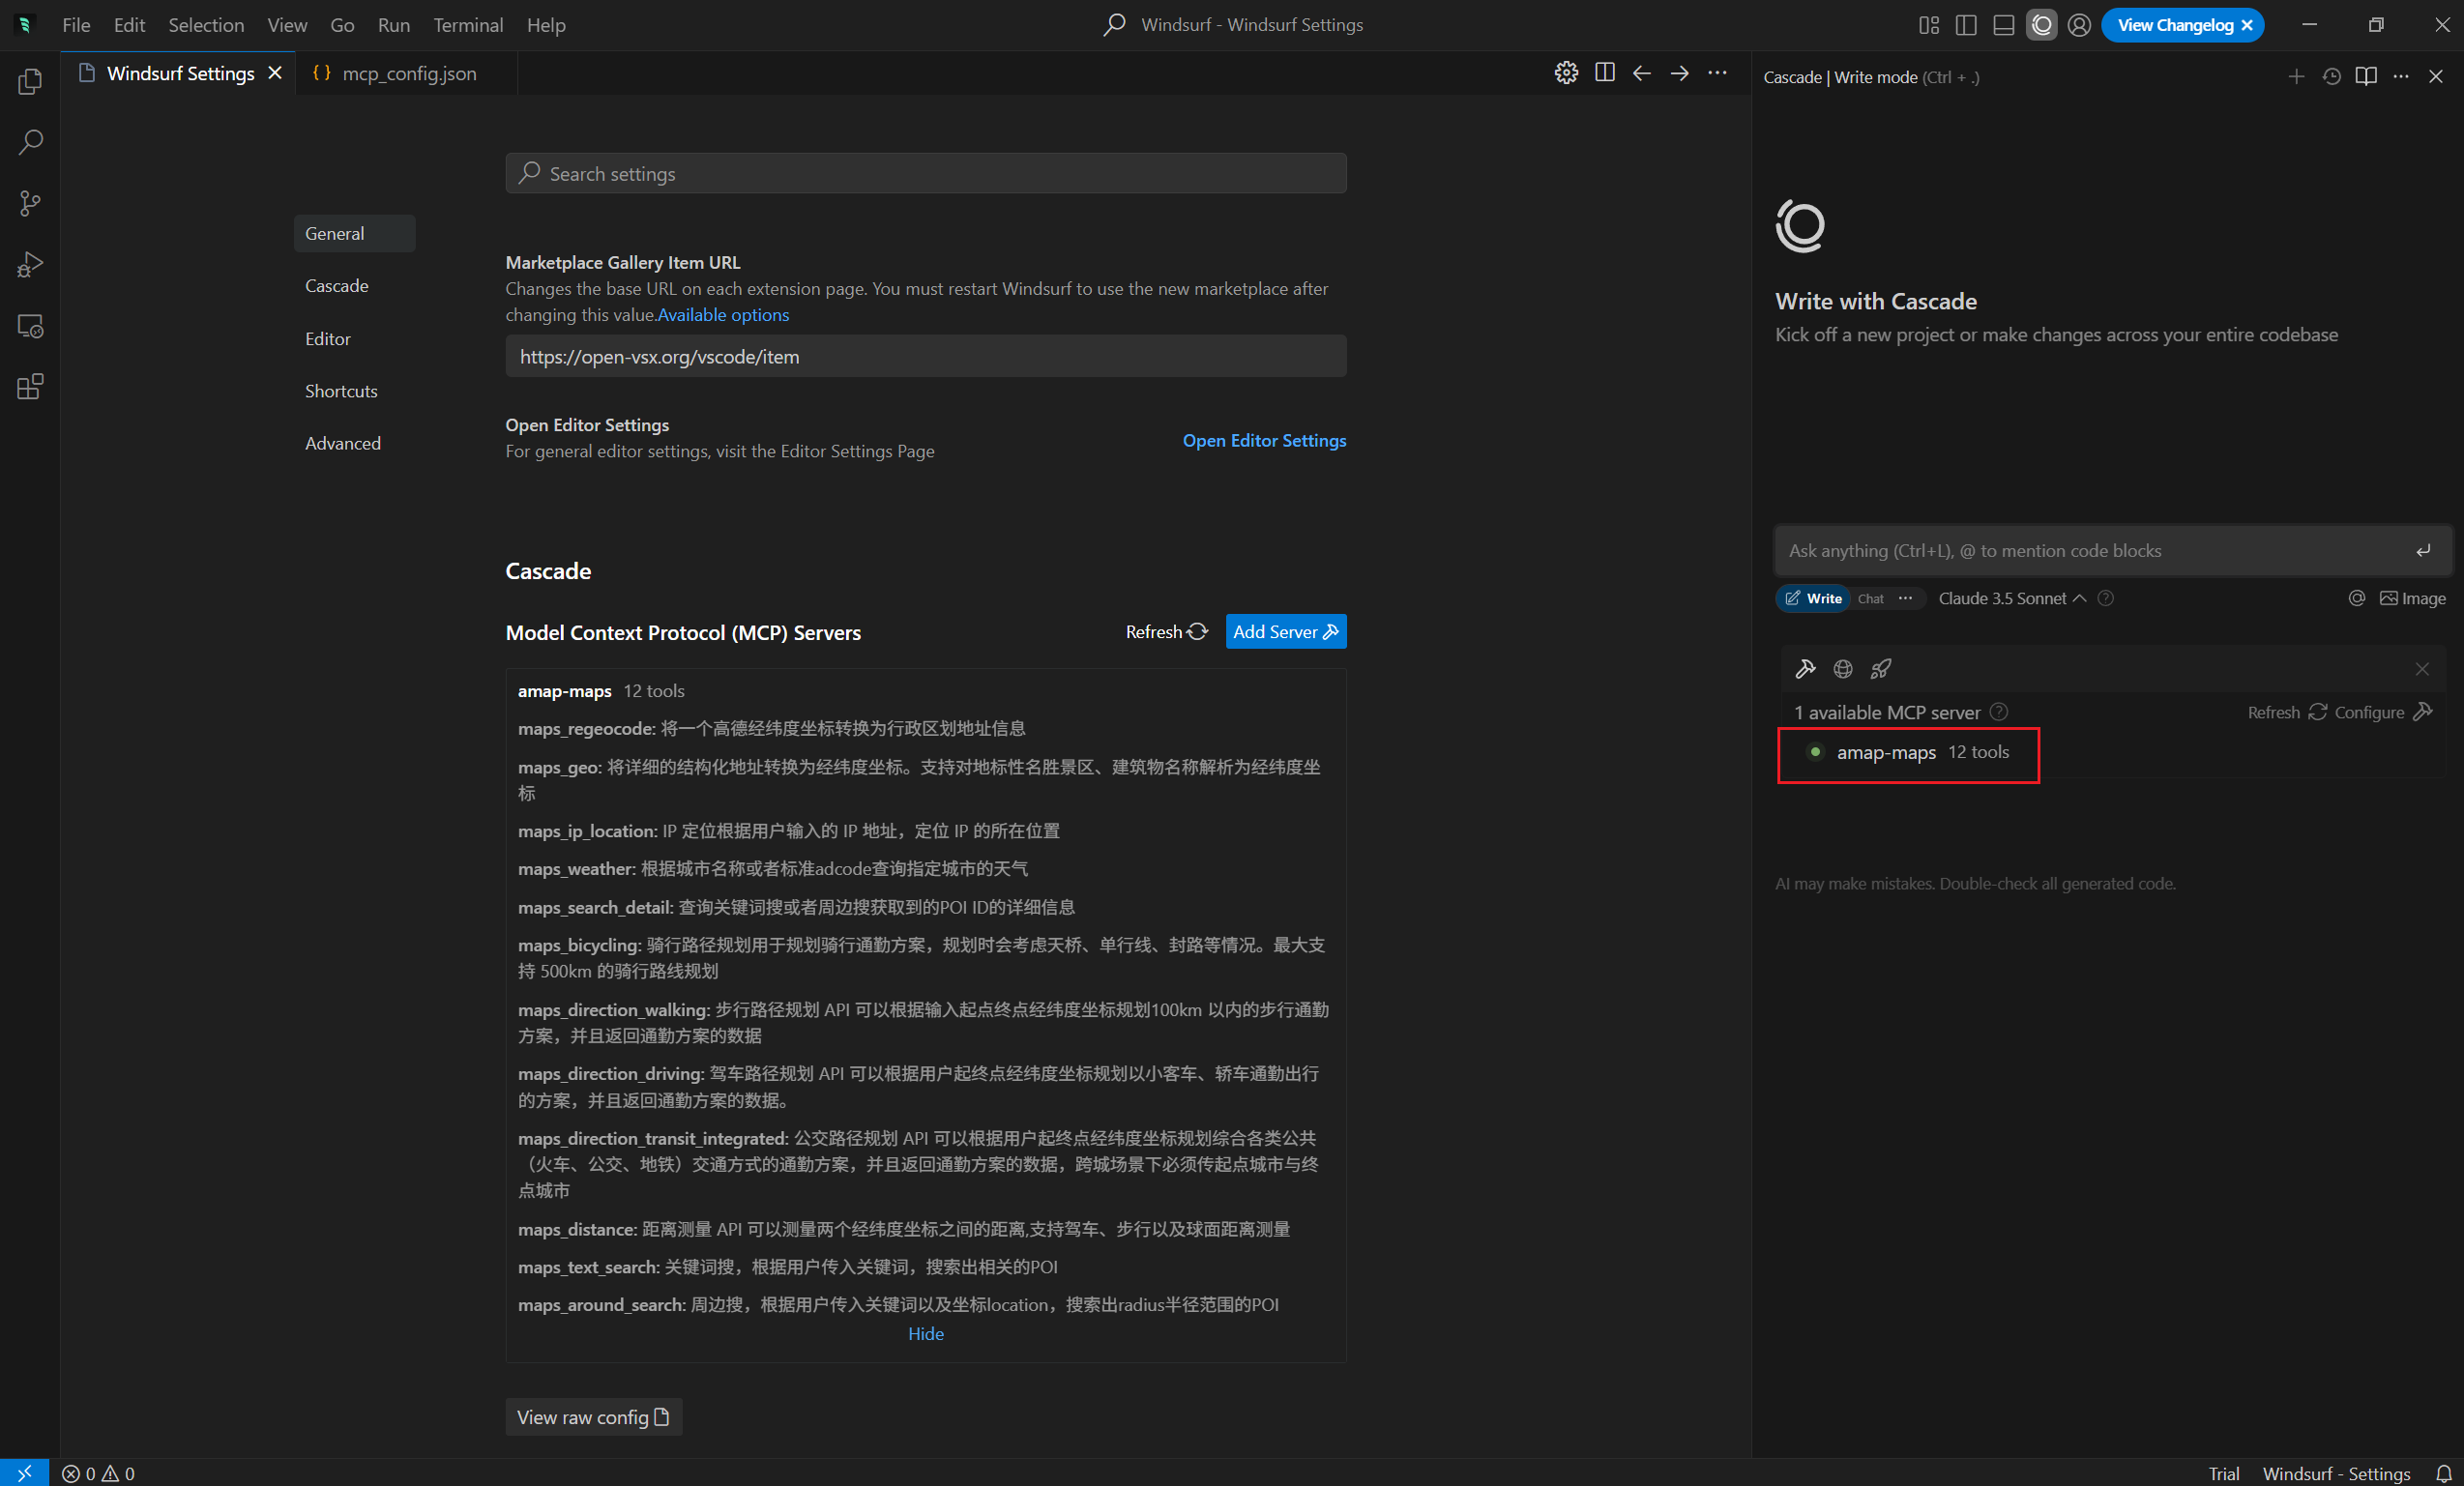 File Edit Selection View Go Run Terminal Help
Windsurf - Windsurf Settings
View Changelog
Windsurf Settings
mcp_config.json
Search settings
General
Cascade
Editor
Shortcuts
Advanced
Marketplace Gallery Item URL
Changes the base URL on each extension page. You must restart Windsurf to use the new marketplace after
changing this value.Available options
https://open-vsx.org/vscode/item
Open Editor Settings
For general editor settings, visit the Editor Settings Page
Open Editor Settings
Cascade
Model Context Protocol (MCP) Servers
Refresh
Add Server
amap-maps 12 tools
maps_regeocode: 将一个高德经纬度坐标转换为行政区划地址信息
maps_geo: 将详细的结构化地址转换为经纬度坐标。支持对地标性名胜景区、建筑物名称解析为经纬度坐
标
maps_ip_location: IP 定位根据用户输入的 IP 地址，定位 IP 的所在位置
maps_weather: 根据城市名称或者标准adcode查询指定城市的天气
maps_search_detail: 查询关键词搜或者周边搜获取到的POI ID的详细信息
maps_bicycling: 骑行路径规划用于规划骑行通勤方案，规划时会考虑天桥、单行线、封路等情况。最大支
持 500km 的骑行路线规划
maps_direction_walking: 步行路径规划 API 可以根据输入起点终点经纬度坐标规划100km 以内的步行通勤
方案，并且返回通勤方案的数据
maps_direction_driving: 驾车路径规划 API 可以根据用户起终点经纬度坐标规划以小客车、轿车通勤出行
的方案，并且返回通勤方案的数据。
maps_direction_transit_integrated: 公交路径规划 API 可以根据用户起终点经纬度坐标规划综合各类公共
（火车、公交、地铁）交通方式的通勤方案，并且返回通勤方案的数据，跨城场景下必须传起点城市与终
点城市
maps_distance: 距离测量 API 可以测量两个经纬度坐标之间的距离,支持驾车、步行以及球面距离测量
maps_text_search: 关键词搜，根据用户传入关键词，搜索出相关的POI
maps_around_search: 周边搜，根据用户传入关键词以及坐标location，搜索出radius半径范围的POI
Hide
View raw config
Cascade | Write mode (Ctrl + .)
Write with Cascade
Kick off a new project or make changes across your entire codebase
Ask anything (Ctrl+L), @ to mention code blocks
Write Chat ··· Claude 3.5 Sonnet
@ Image
1 available MCP server
Refresh Configure
amap-maps 12 tools
AI may make mistakes. Double-check all generated code.
0 0
Trial Windsurf - Settings